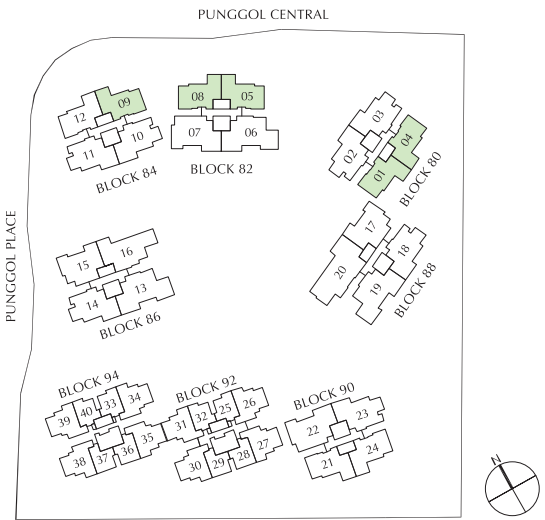 PUNGGOL CENTRAL
PUNGGOL PLACE
12 09
11 10
BLOCK 84
08 05
07 06
BLOCK 82
03
02 04
01
BLOCK 80
17
20 18
19
BLOCK 88
15 16
14 13
BLOCK 86
BLOCK 94
39 40 33 34
38 37 36 35
BLOCK 92
31 32 25 26
30 29 28 27
BLOCK 90
22 23
21 24
N